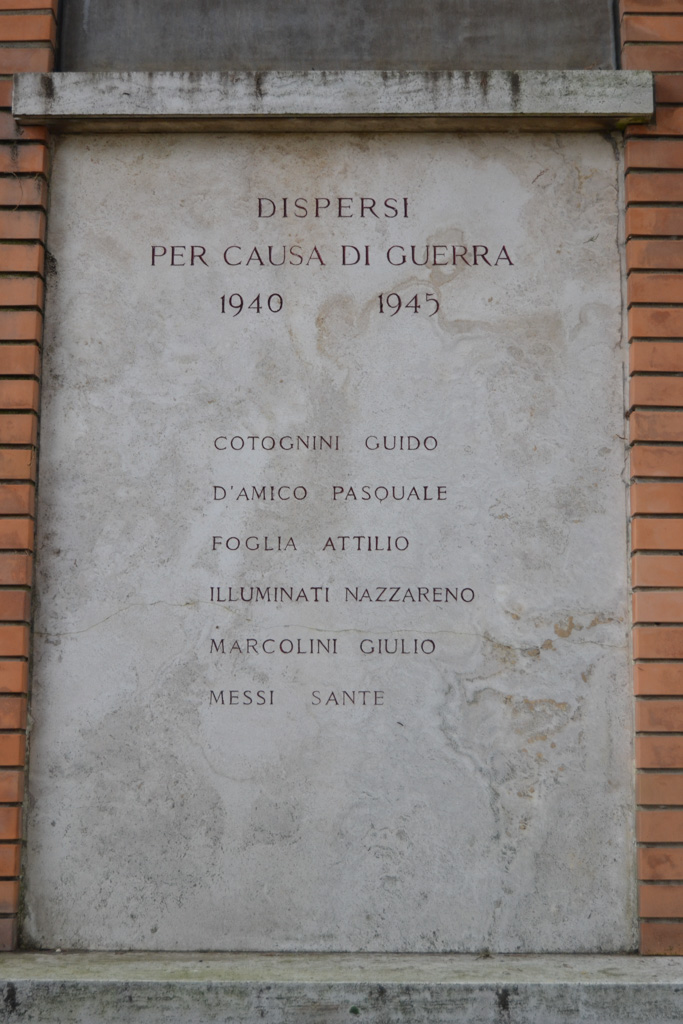 DISPERSI
PER CAUSA DI GUERRA
1940 1945
COTOGNINI GUIDO
D'AMICO PASQUALE
FOGLIA ATTILIO
ILLUMINATI NAZZARENO
MARCOLINI GIULIO
MESSI SANTE